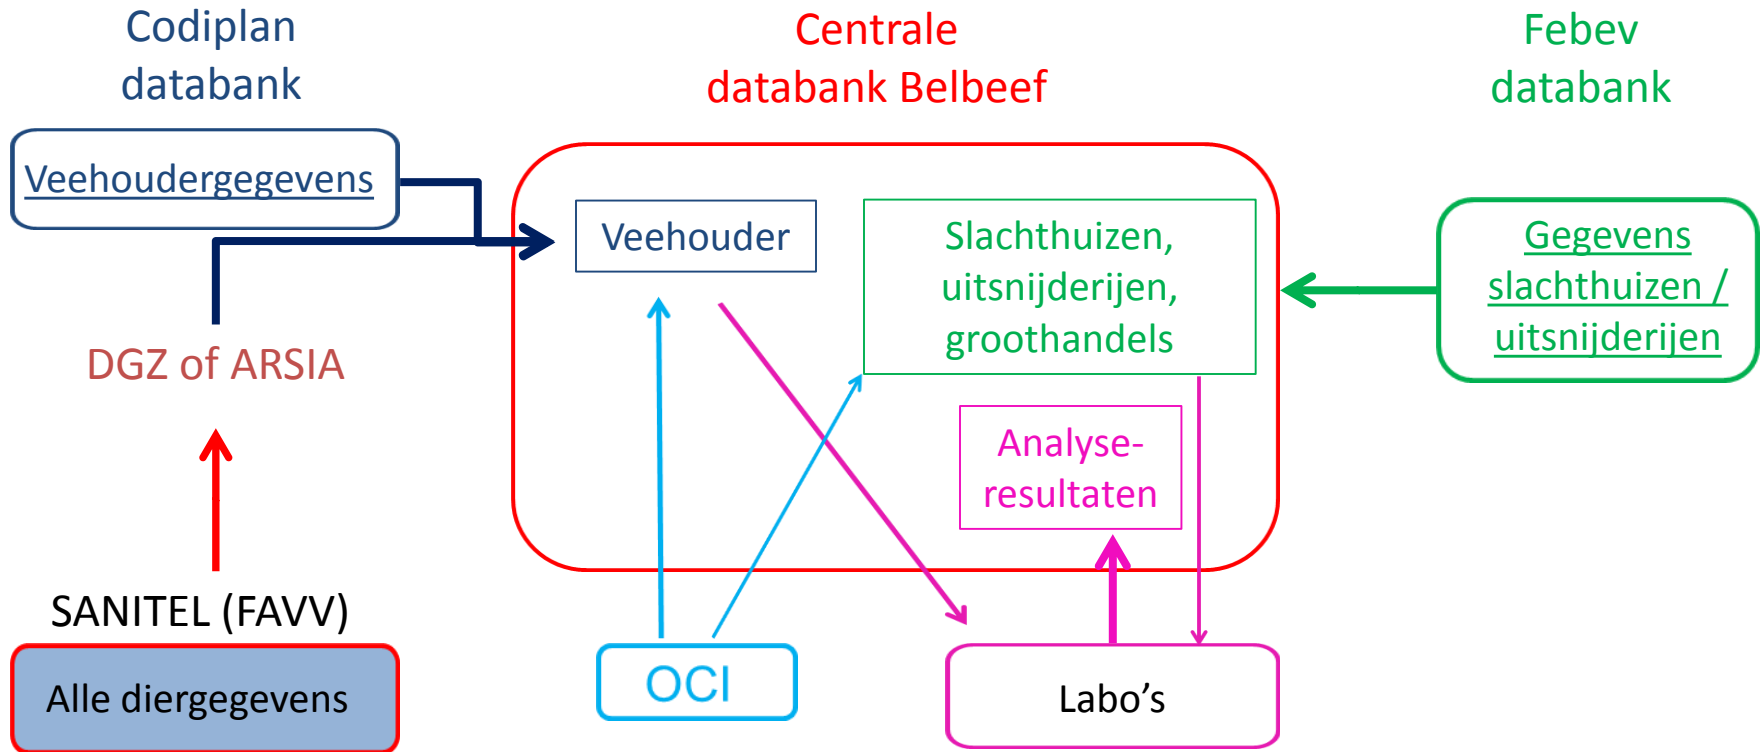 Codiplan
databank
Centrale
databank Belbeef
Febev
databank
Veehoudergegevens
Veehouder
Slachthuizen,
uitsnijderijen,
groothandels
Gegevens
slachthuizen /
uitsnijderijen
DGZ of ARSIA
Analyse-
resultaten
SANITEL (FAVV)
Alle diergegevens
OCI
Labo’s